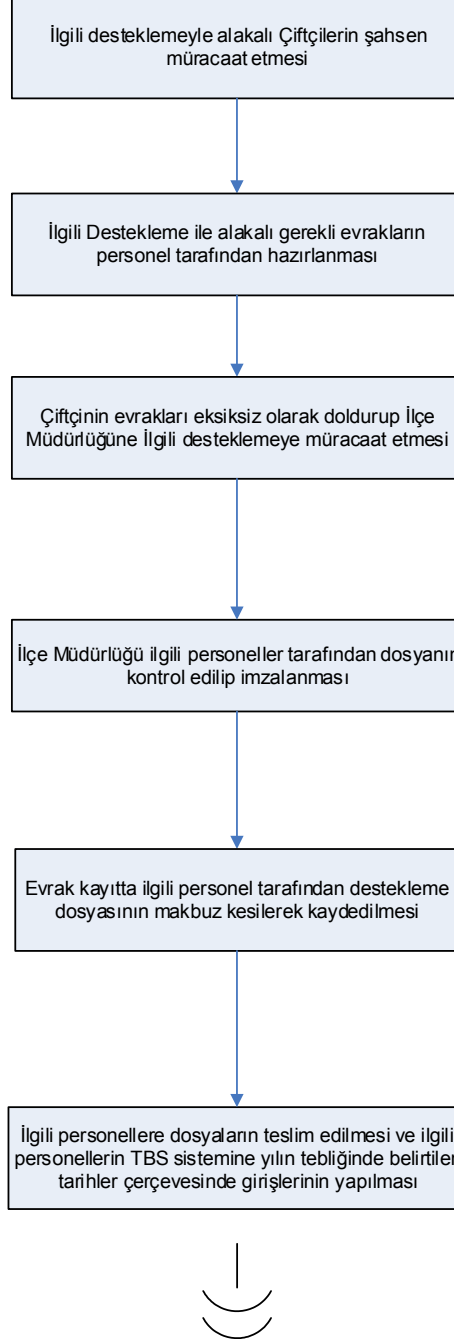 İlgili desteklemeyle alakalı Çiftçilerin şahsen
müracaat etmesi
İlgili Destekleme ile alakalı gerekli evrakların
personel tarafından hazırlanması
Çiftçinin evrakları eksiksiz olarak doldurup İlçe
Müdürlüğüne İlgili desteklemeye müracaat etmesi
İlçe Müdürlüğü ilgili personeller tarafından dosyanın
kontrol edilip imzalanması
Evrak kayıtta ilgili personel tarafından destekleme
dosyasının makbuz kesilerek kaydedilmesi
İlgili personellere dosyaların teslim edilmesi ve ilgili
personellerin TBS sistemine yılın tebliğinde belirtilen
tarihler çerçevesinde girişlerinin yapılması